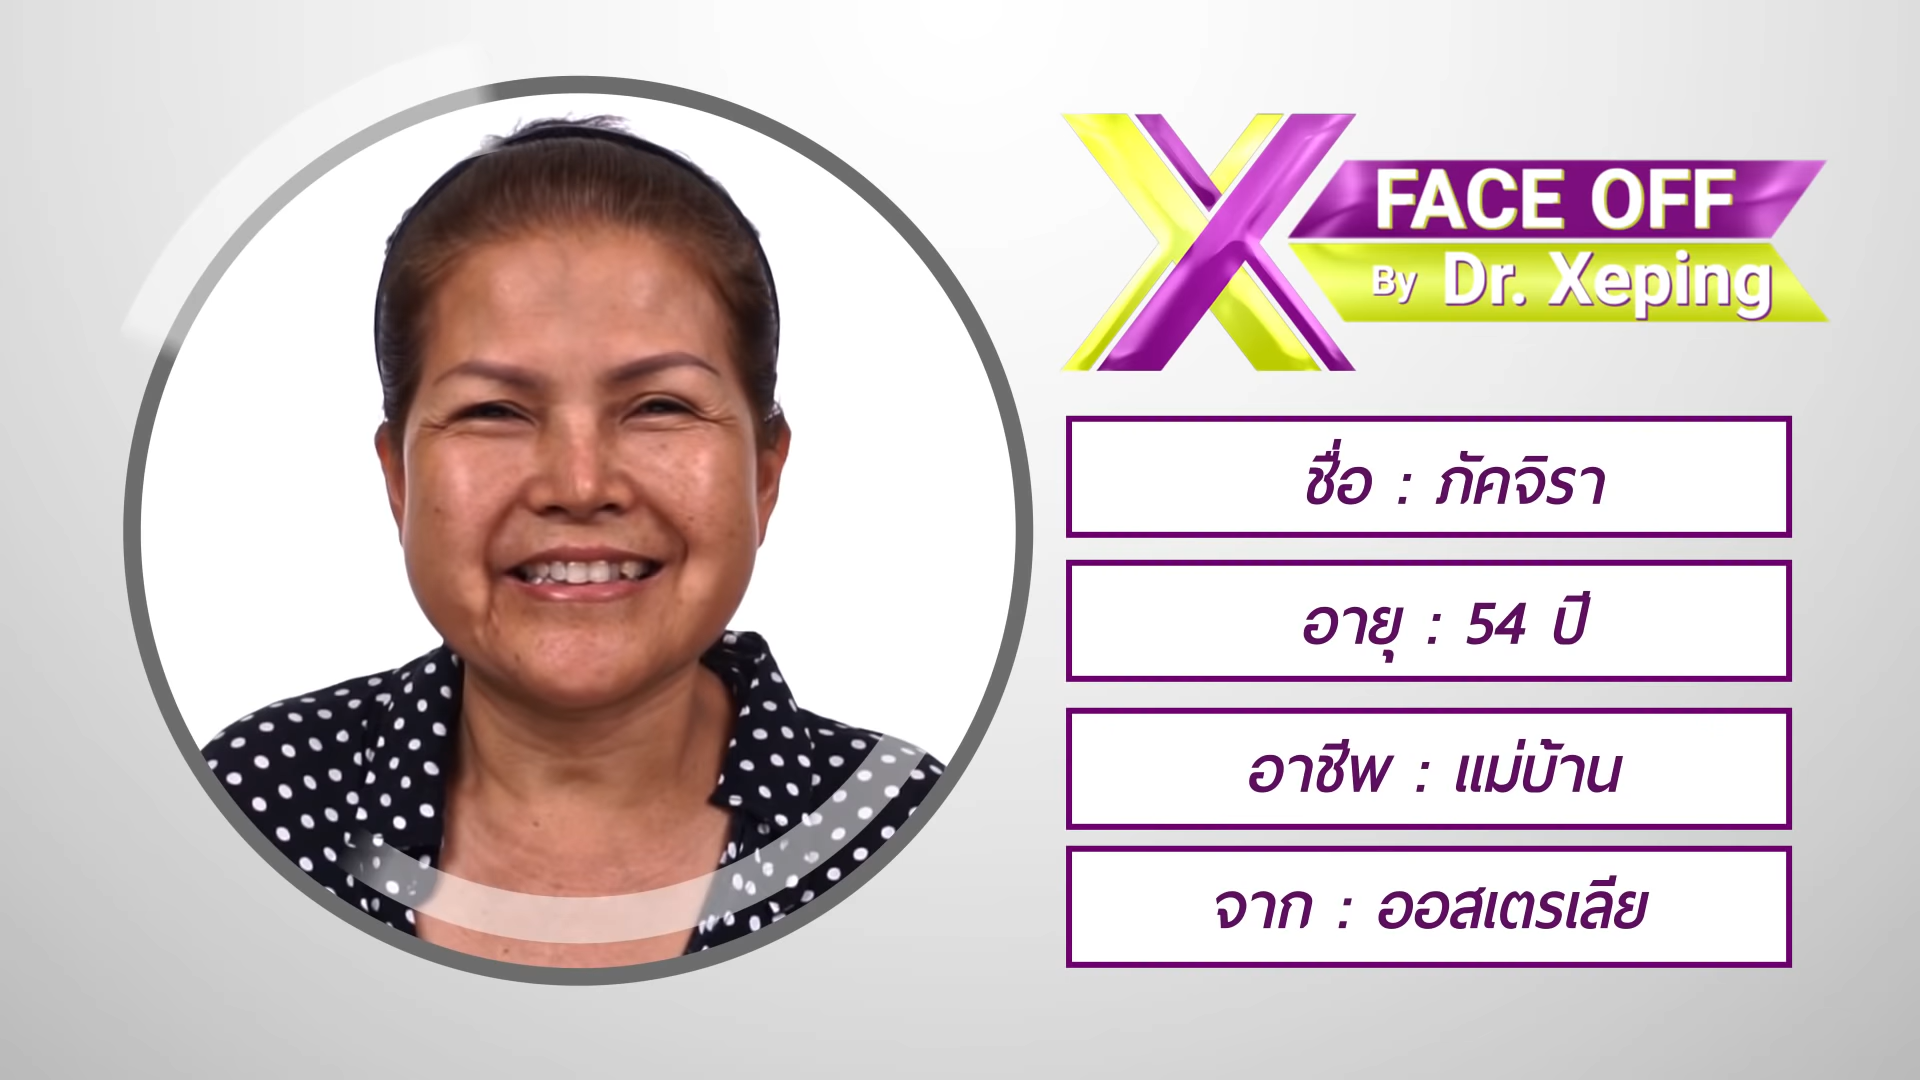 FACE OFF
By Dr. Xeping
ชื่อ : ภัคจิรา
อายุ : 54 ปี
อาชีพ : แม่บ้าน
จาก : ออสเตรเลีย